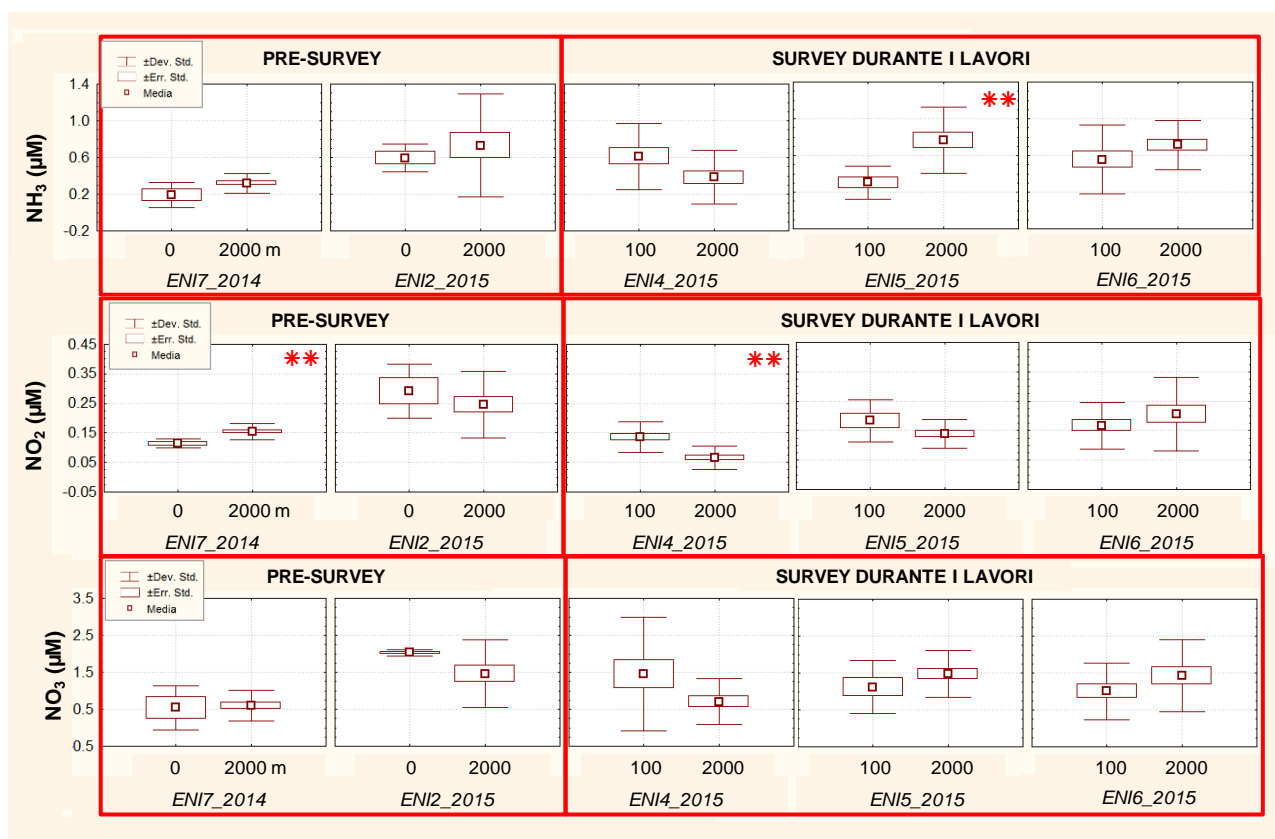 PRE-SURVEY SURVEY DURANTE I LAVORI
±Dev. Std.
±Err. Std.
Media
NH3 (µM)
1.4
1.0
0.6
0.2
-0.2
0 2000 m 0 2000 100 2000 100 2000 100 2000
ENI7_2014 ENI2_2015 ENI4_2015 ENI5_2015 ENI6_2015
PRE-SURVEY SURVEY DURANTE I LAVORI
±Dev. Std.
±Err. Std.
Media
NO2 (µM)
0.45
0.35
0.25
0.15
0.05
-0.05
0 2000 m 0 2000 100 2000 100 2000 100 2000
ENI7_2014 ENI2_2015 ENI4_2015 ENI5_2015 ENI6_2015
PRE-SURVEY SURVEY DURANTE I LAVORI
±Dev. Std.
±Err. Std.
Media
NO3 (µM)
3.5
2.5
1.5
0.5
0.5
0 2000 m 0 2000 100 2000 100 2000 100 2000
ENI7_2014 ENI2_2015 ENI4_2015 ENI5_2015 ENI6_2015